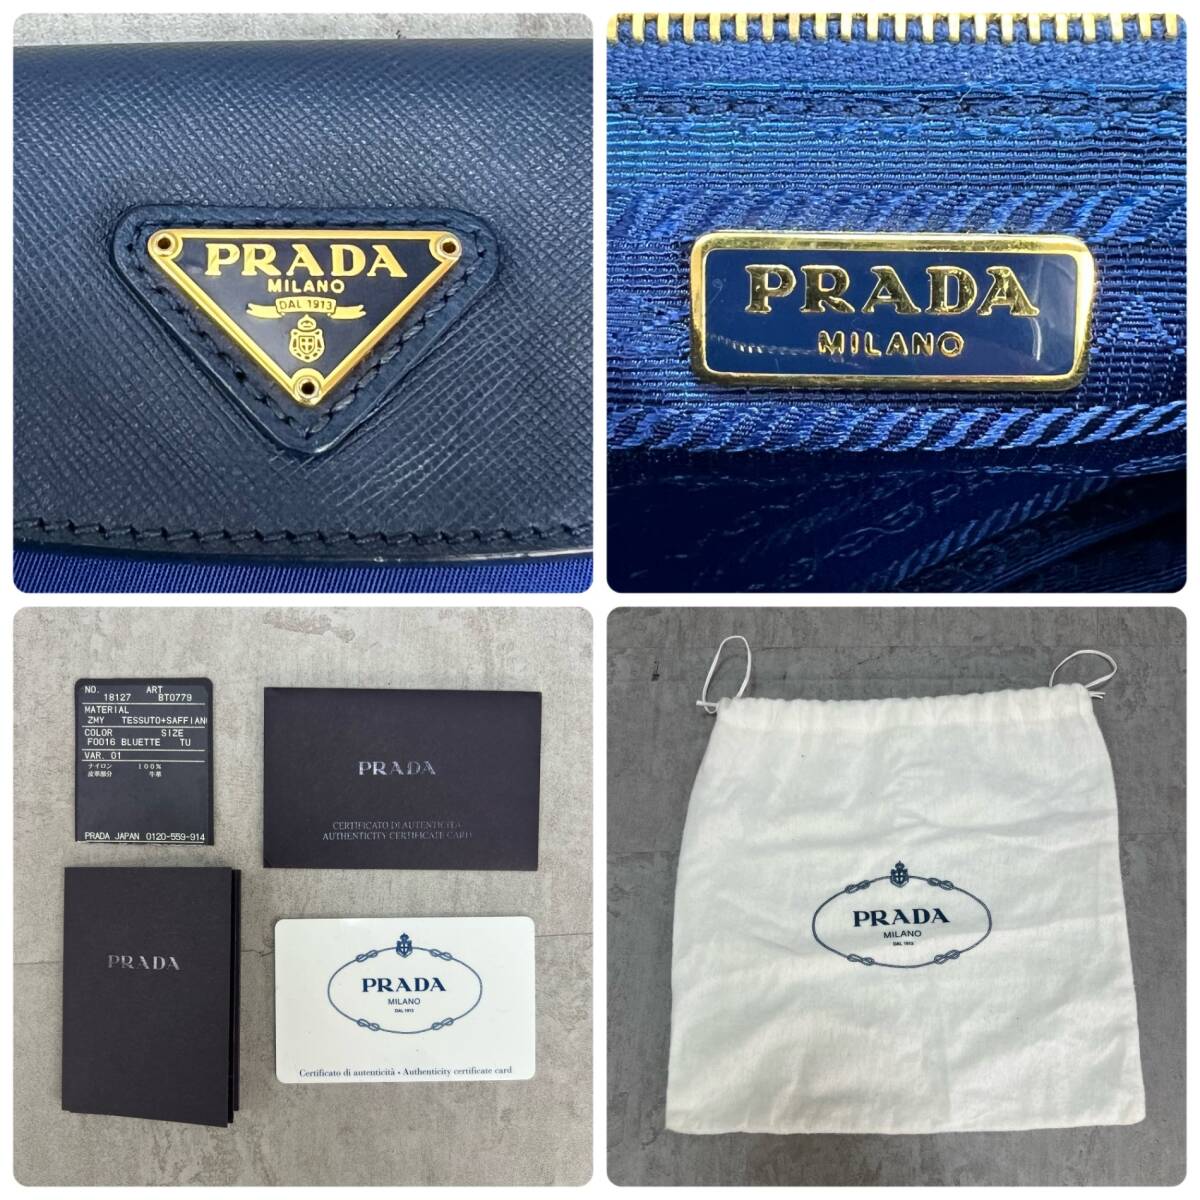 PRADA
MILANO
DAL 1913
PRADA
MILANO
NO. ART
18127 BT0779
MATERIAL
ZMY TESSUTO+SAFFIAN
COLOR SIZE
F0016 BLUETTE TU
VAR. 01
ナイロン 100%
皮革部分 牛革
PRADA JAPAN 0120-559-914
PRADA
CERTIFICATO DI AUTENTICITÀ
AUTHENTICITY CERTIFICATE CARD
PRADA
PRADA
MILANO
DAL 1913
Certificato di autenticità • Authenticity certificate card
PRADA
MILANO
DAL 1913